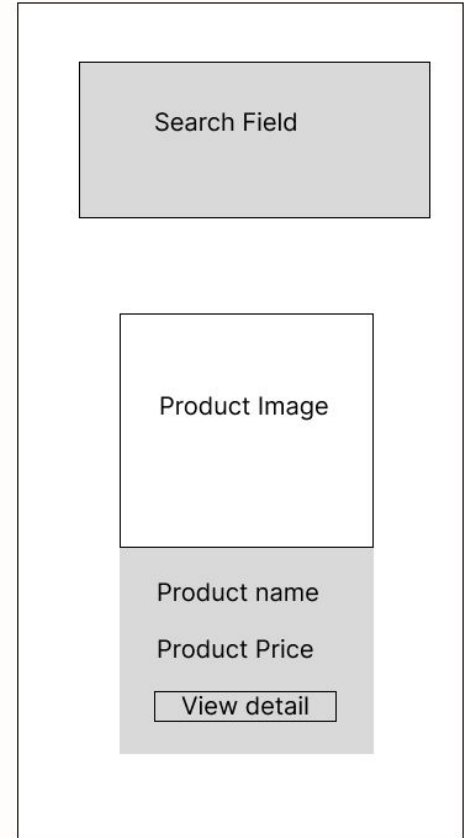 Search Field
Product Image
Product name
Product Price
View detail